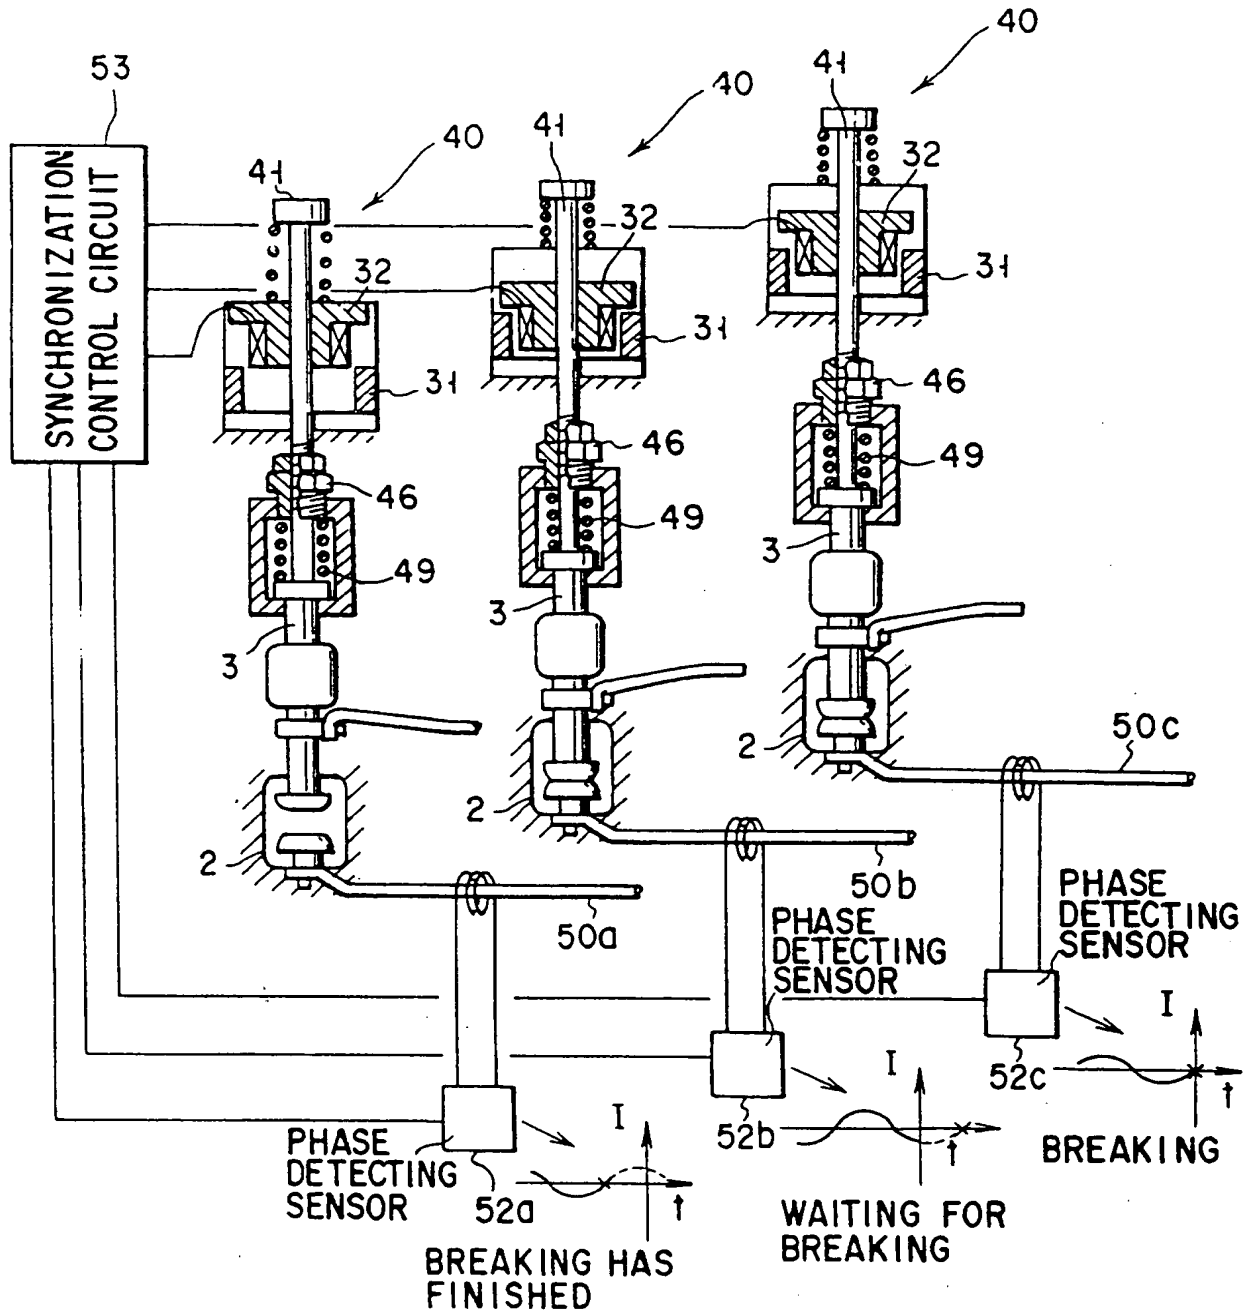 40
41
53
40
32
41
40
SYNCHRONIZATION
CONTROL CIRCUIT
41
32
31
32
46
31
49
31
46
3
46
49
3
49
2
50c
3
2
50b
PHASE
DETECTING
SENSOR
2
50a
PHASE
DETECTING
SENSOR
I
52c
t
I
52b
t
BREAKING
PHASE
DETECTING
SENSOR
I
52a
t
WAITING FOR
BREAKING
BREAKING HAS
FINISHED